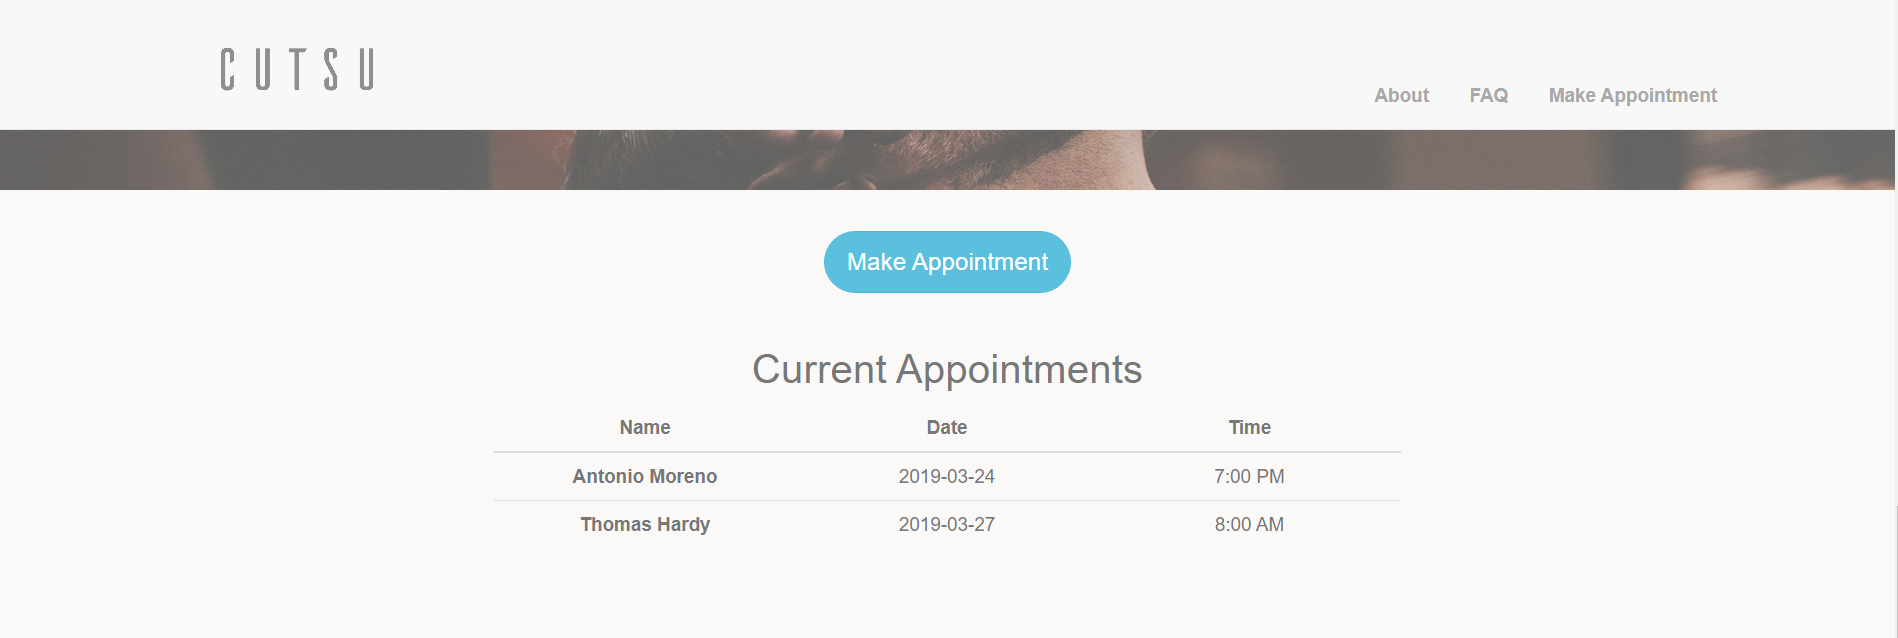 CUTSU
About FAQ Make Appointment
Make Appointment
Current Appointments
Name Date Time
Antonio Moreno 2019-03-24 7:00 PM
Thomas Hardy 2019-03-27 8:00 AM